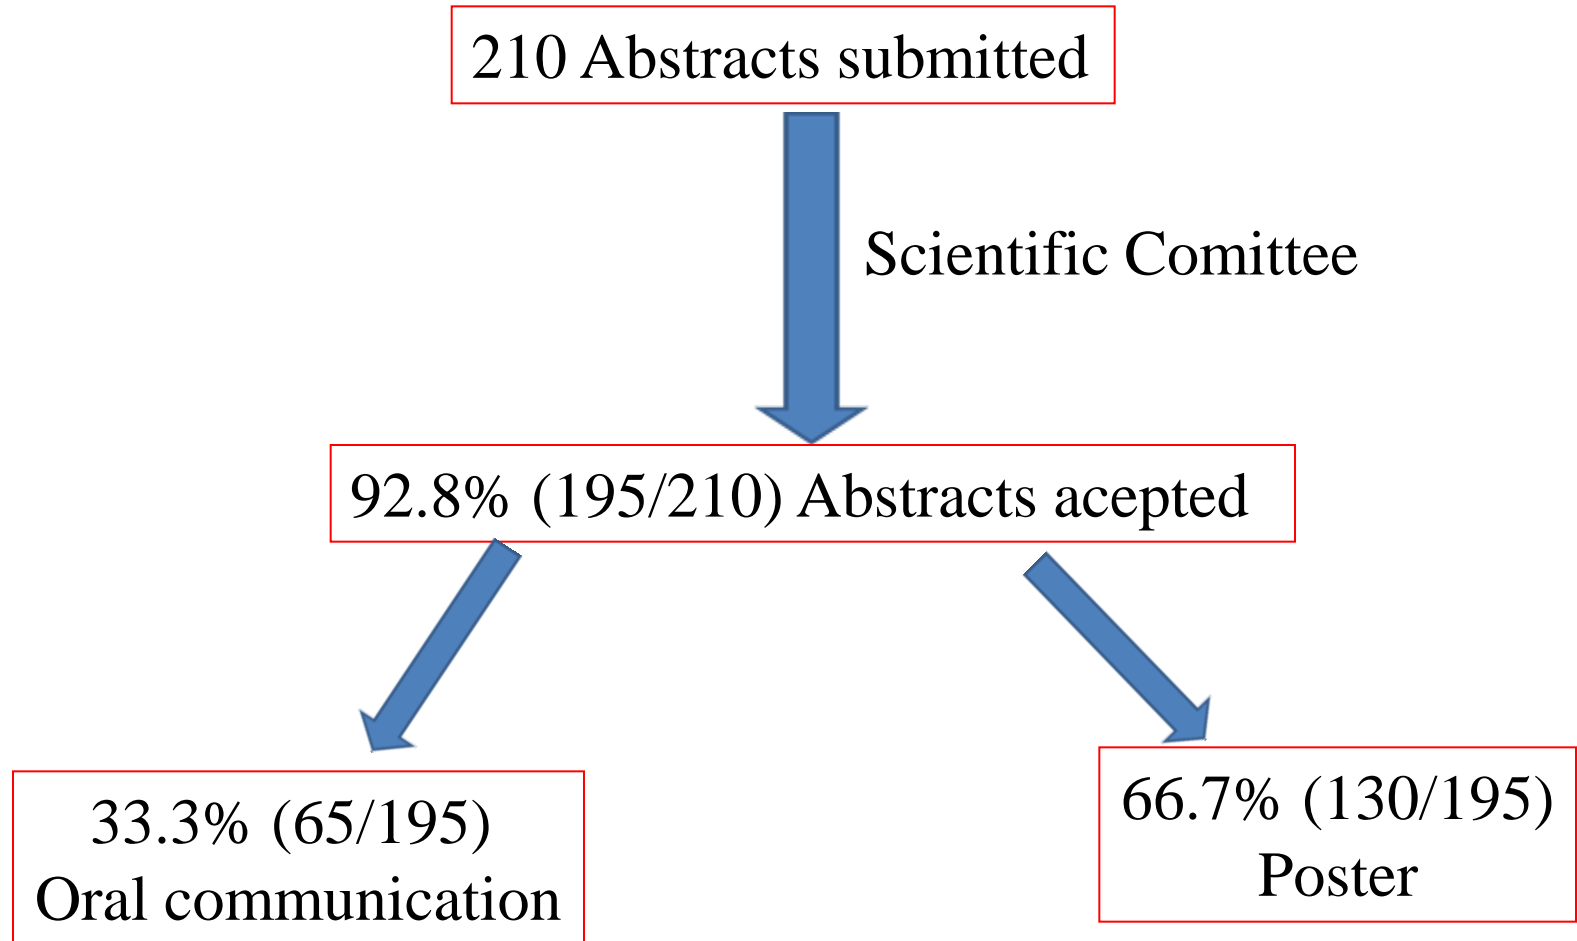 210 Abstracts submitted
Scientific Comittee
92.8% (195/210) Abstracts acepted
33.3% (65/195)
Oral communication
66.7% (130/195)
Poster